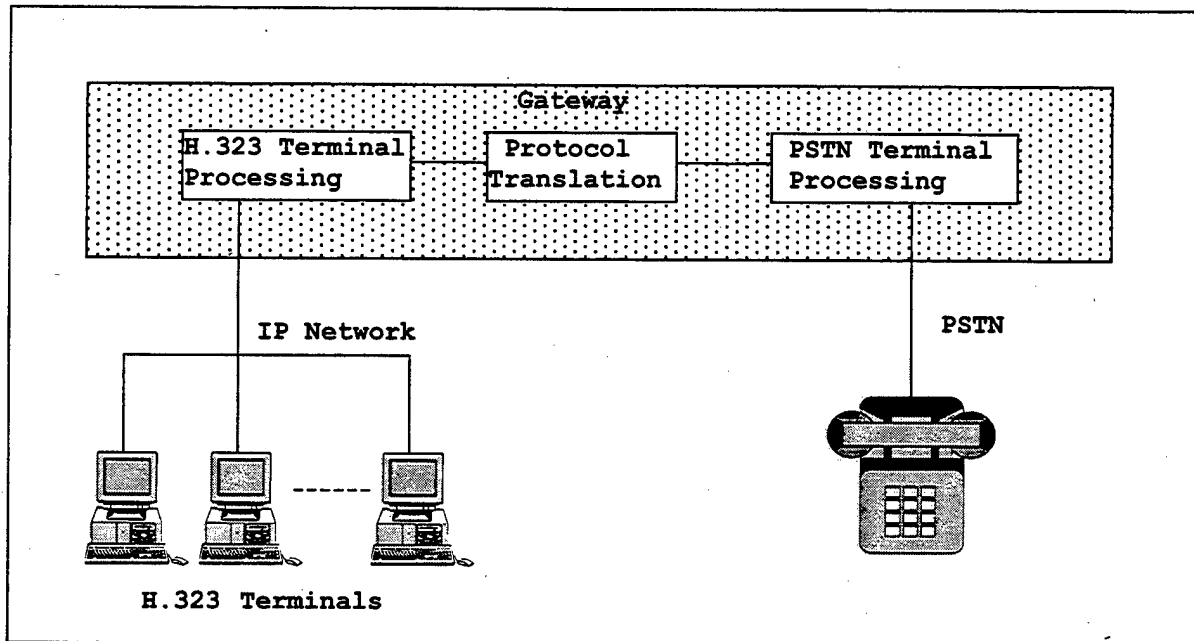 Gateway
H.323 Terminal
Processing
Protocol
Translation
PSTN Terminal
Processing
IP Network
PSTN
H.323 Terminals